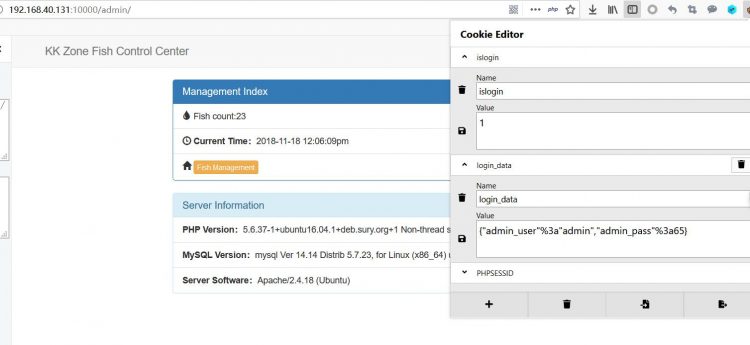 192.168.40.131:10000/admin/
php
KK Zone Fish Control Center
Management Index
Fish count:23
Current Time: 2018-11-18 12:06:09pm
Fish Management
Server Information
PHP Version: 5.6.37-1+ubuntu16.04.1+deb.sury.org+1 Non-thread s
MySQL Version: mysql Ver 14.14 Distrib 5.7.23, for Linux (x86_64) u
Server Software: Apache/2.4.18 (Ubuntu)
Cookie Editor
islogin
Name
islogin
Value
1
login_data
Name
login_data
Value
{"admin_user"%3a"admin","admin_pass"%3a65}
PHPSESSID